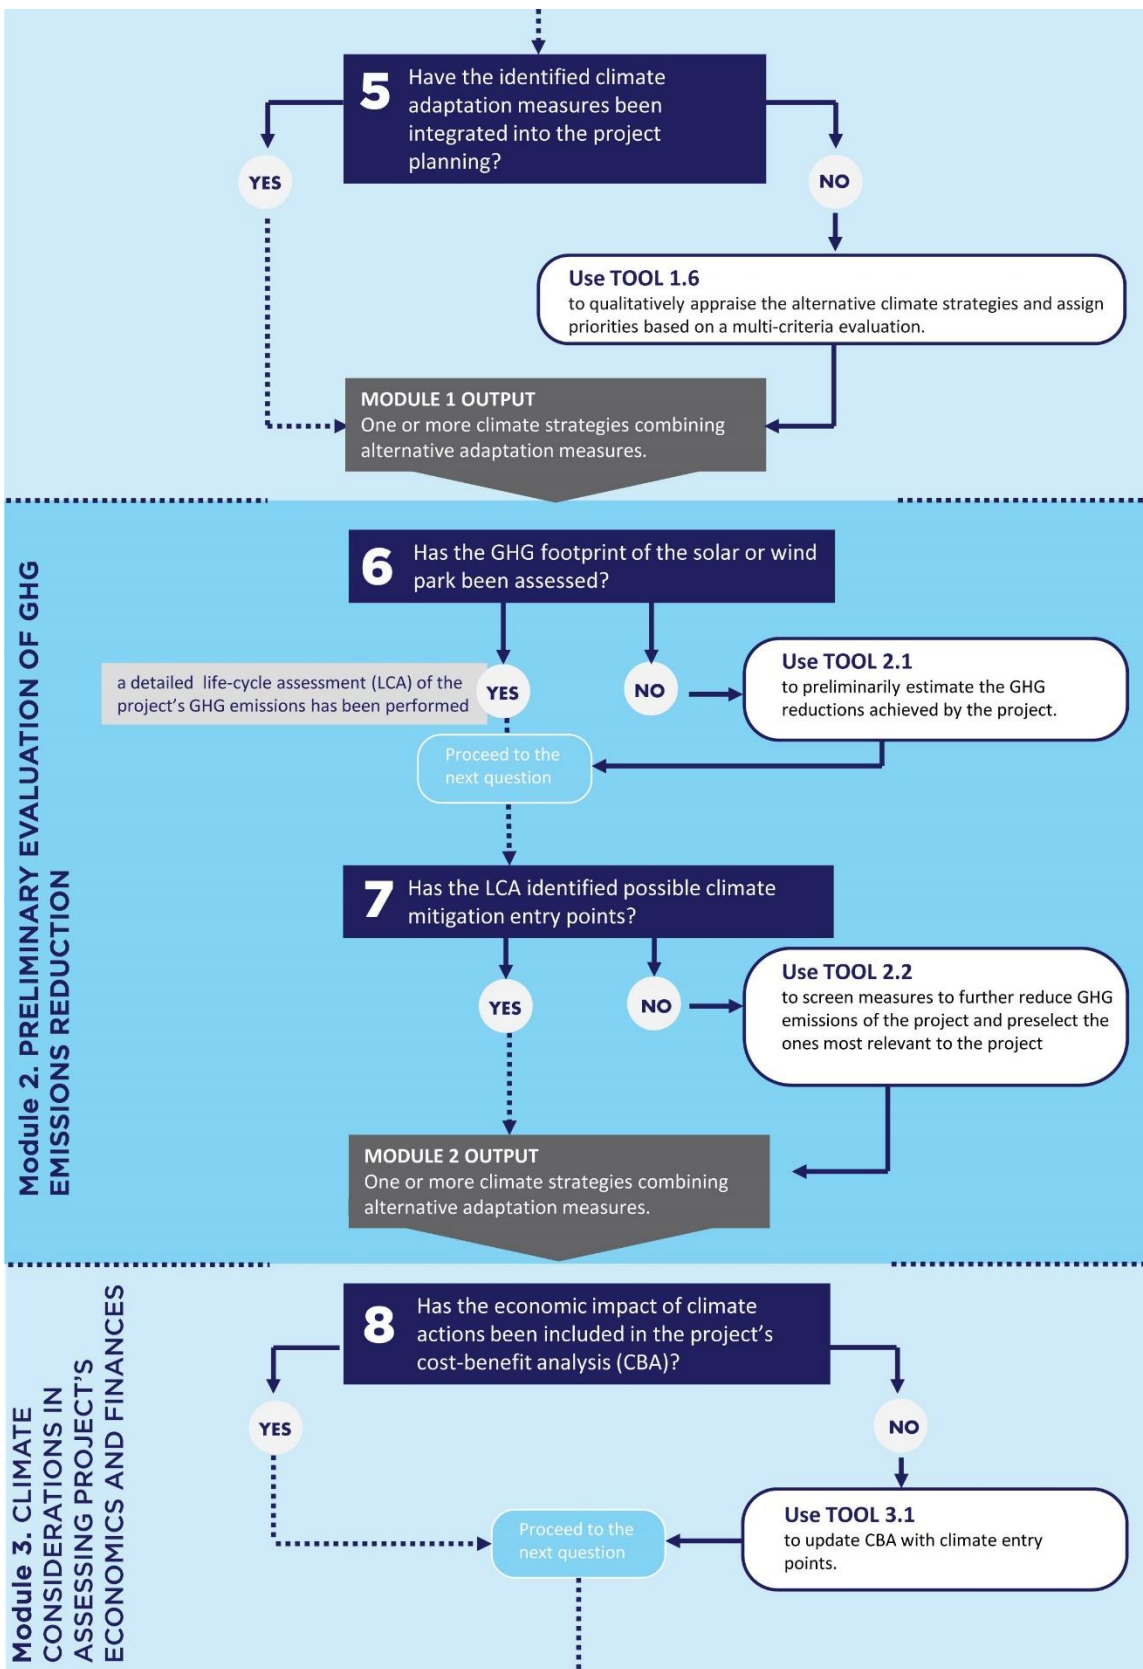 5 Have the identified climate
adaptation measures been
integrated into the project
planning?
YES
NO
Use TOOL 1.6
to qualitatively appraise the alternative climate strategies and assign
priorities based on a multi-criteria evaluation.
MODULE 1 OUTPUT
One or more climate strategies combining
alternative adaptation measures.
Module 2. PRELIMINARY EVALUATION OF GHG
EMISSIONS REDUCTION
6 Has the GHG footprint of the solar or wind
park been assessed?
a detailed life-cycle assessment (LCA) of the
project's GHG emissions has been performed
YES
NO
Use TOOL 2.1
to preliminarily estimate the GHG
reductions achieved by the project.
Proceed to the
next question
7 Has the LCA identified possible climate
mitigation entry points?
YES
NO
Use TOOL 2.2
to screen measures to further reduce GHG
emissions of the project and preselect the
ones most relevant to the project
MODULE 2 OUTPUT
One or more climate strategies combining
alternative adaptation measures.
Module 3. CLIMATE
CONSIDERATIONS IN
ASSESSING PROJECT'S
ECONOMICS AND FINANCES
8 Has the economic impact of climate
actions been included in the project's
cost-benefit analysis (CBA)?
YES
NO
Use TOOL 3.1
to update CBA with climate entry
points.
Proceed to the
next question